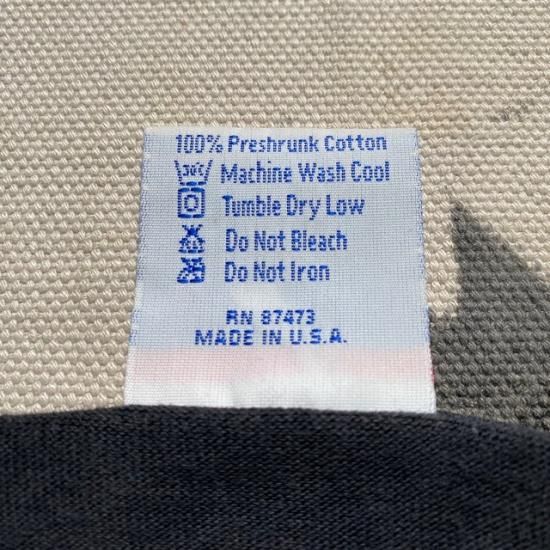 100% Preshrunk Cotton
30°C Machine Wash Cool
Tumble Dry Low
Do Not Bleach
Do Not Iron
RN 87473
MADE IN U.S.A.